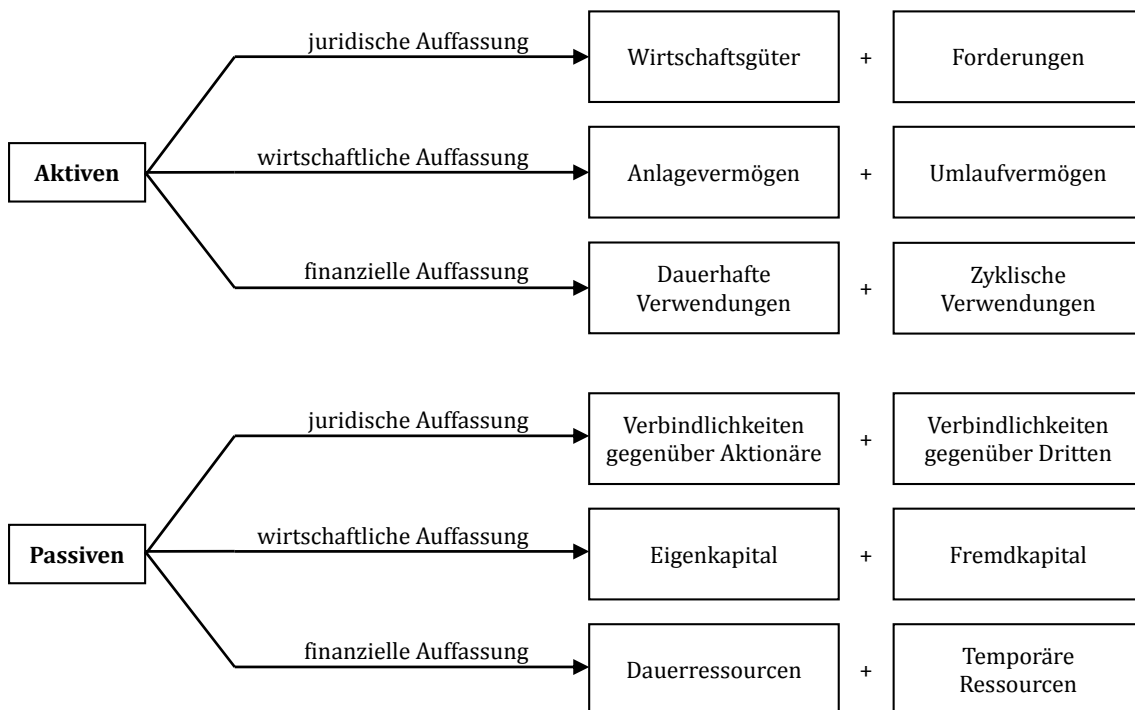 juridische Auffassung
Wirtschaftsgüter
+
Forderungen
Aktiven
wirtschaftliche Auffassung
Anlagevermögen
+
Umlaufvermögen
finanzielle Auffassung
Dauerhafte
Verwendungen
+
Zyklische
Verwendungen
juridische Auffassung
Verbindlichkeiten
gegenüber Aktionäre
+
Verbindlichkeiten
gegenüber Dritten
Passiven
wirtschaftliche Auffassung
Eigenkapital
+
Fremdkapital
finanzielle Auffassung
Dauerressourcen
+
Temporäre
Ressourcen